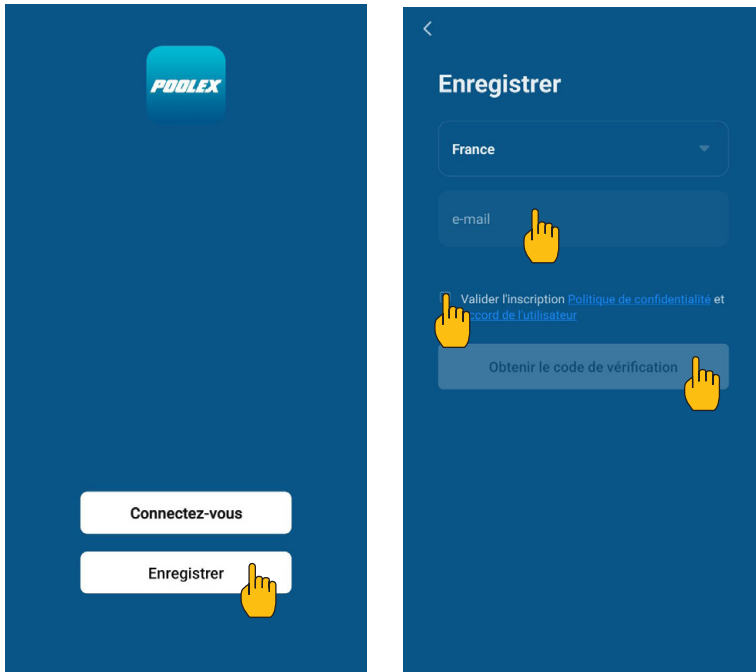 POOLEX
Connectez-vous
Enregistrer
Enregistrer
France
e-mail
Valider l'inscription Politique de confidentialité et
ccord de l'utilisateur
Obtenir le code de vérification